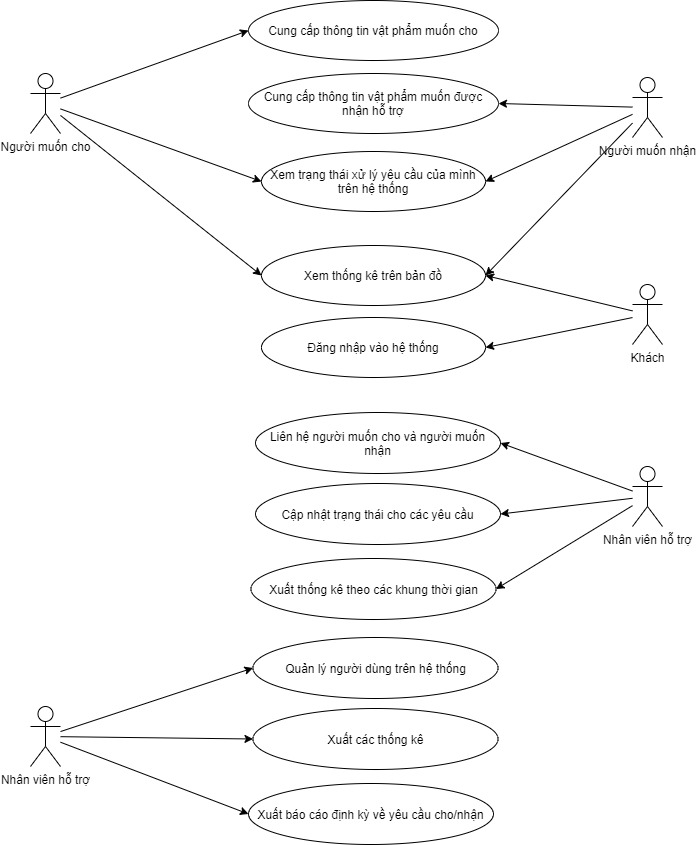 Cung cấp thông tin vật phẩm muốn cho
Người muốn cho
Cung cấp thông tin vật phẩm muốn được
nhận hỗ trợ
Người muốn nhận
Xem trạng thái xử lý yêu cầu của mình
trên hệ thống
Xem thống kê trên bản đồ
Đăng nhập vào hệ thống
Khách
Liên hệ người muốn cho và người muốn
nhận
Cập nhật trạng thái cho các yêu cầu
Nhân viên hỗ trợ
Xuất thống kê theo các khung thời gian
Quản lý người dùng trên hệ thống
Xuất các thống kê
Nhân viên hỗ trợ
Xuất báo cáo định kỳ về yêu cầu cho/nhận